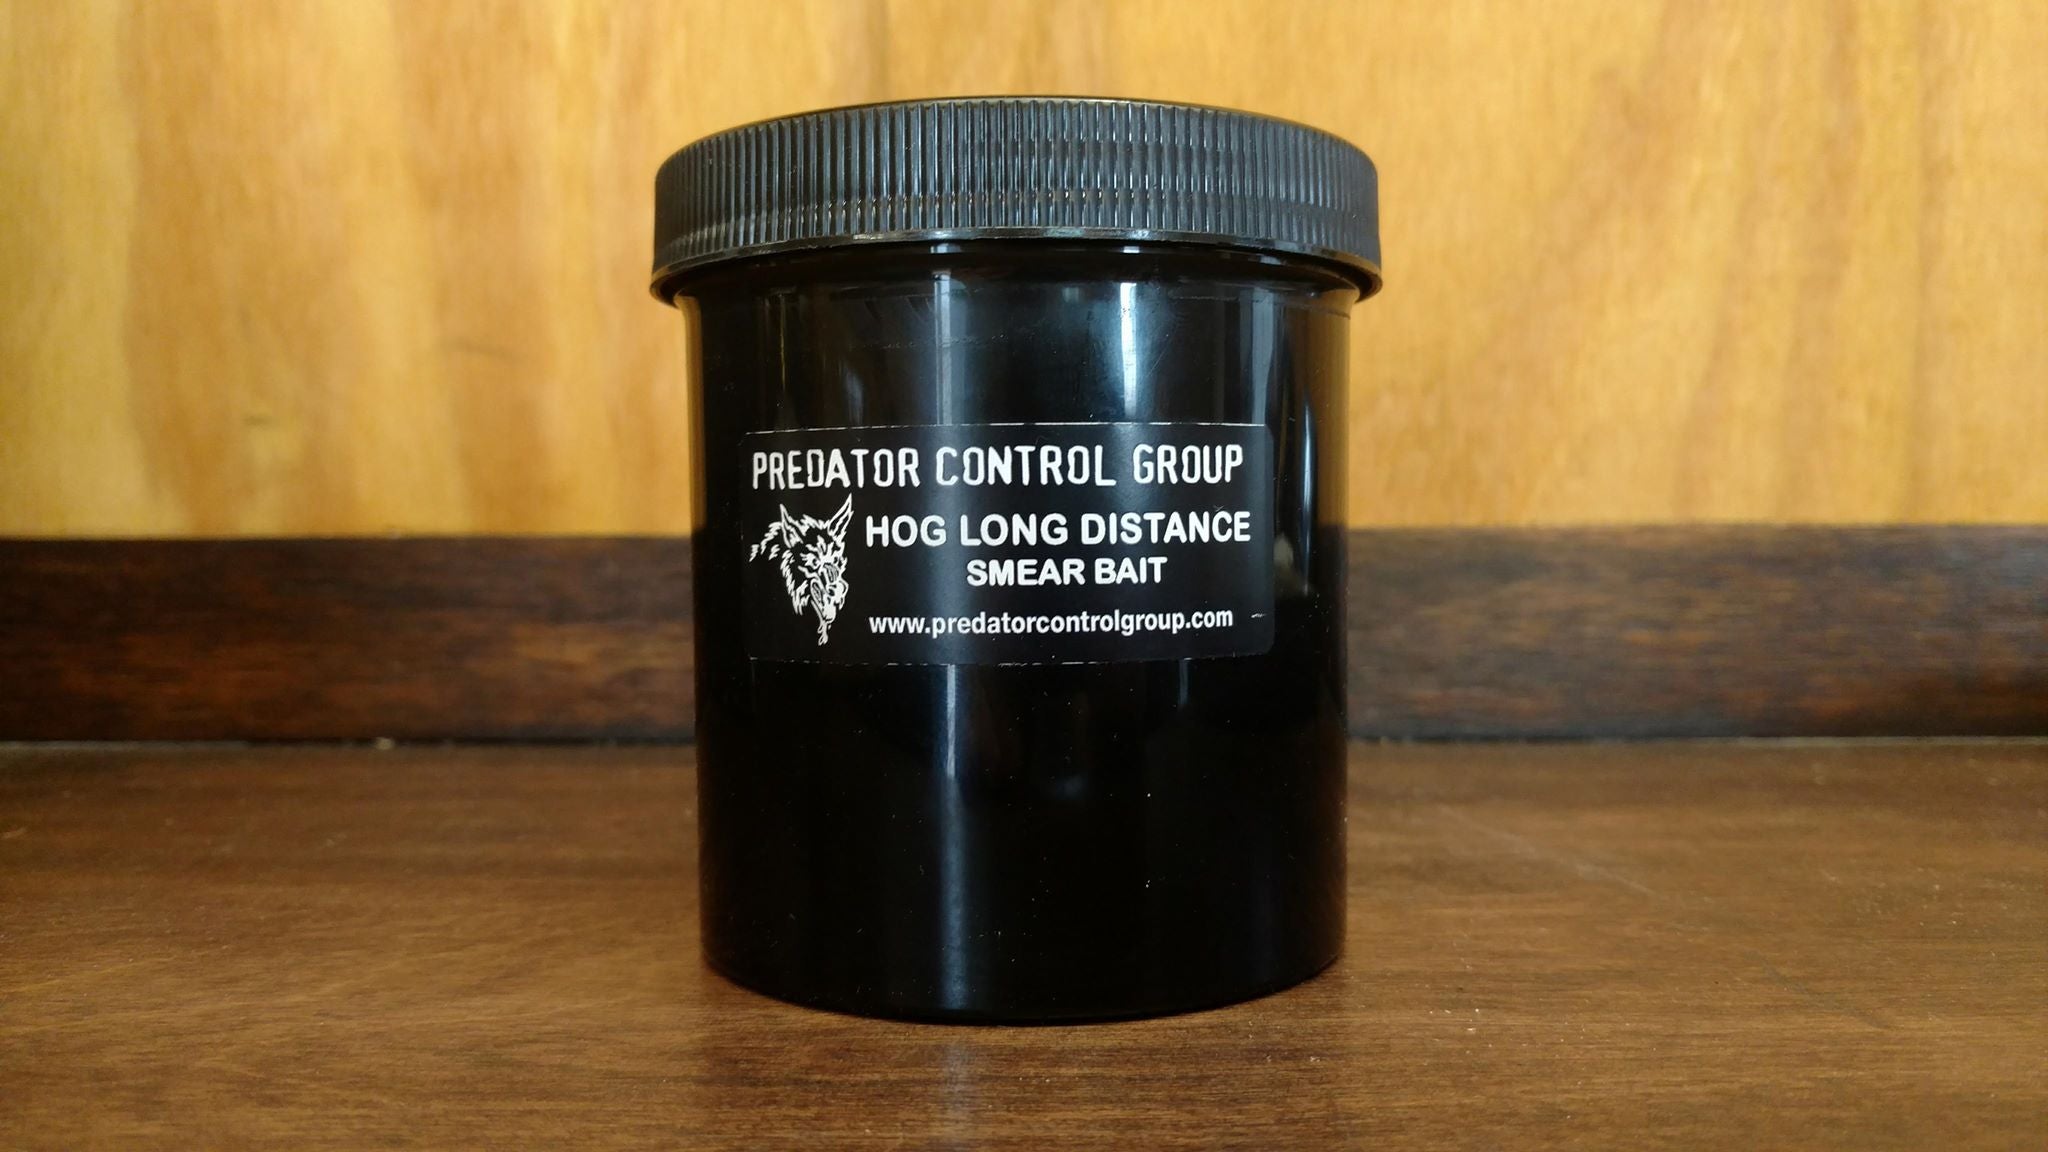 PREDATOR CONTROL GROUP
HOG LONG DISTANCE
SMEAR BAIT
www.predatorcontrolgroup.com